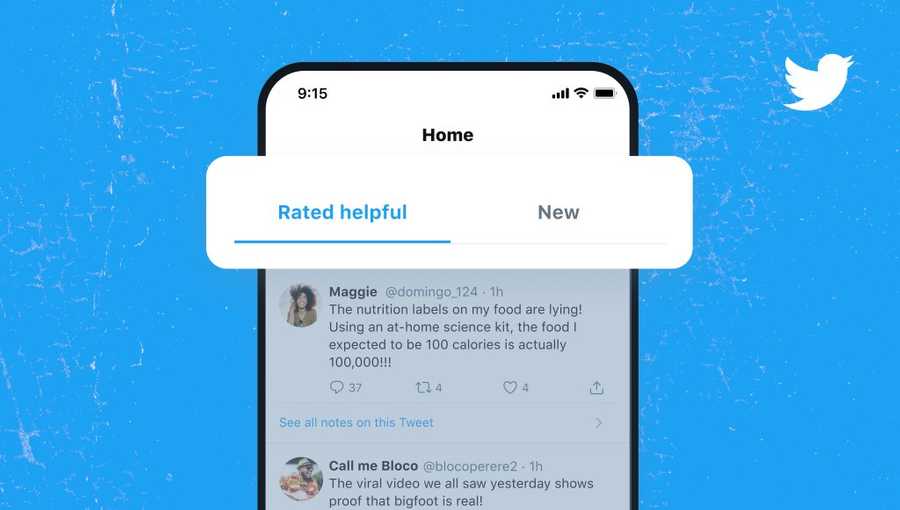 9:15
Home
Rated helpful New
Maggie @domingo_124 · 1h
The nutrition labels on my food are lying!
Using an at-home science kit, the food I
expected to be 100 calories is actually
100,000!!!
37 4 4
See all notes on this Tweet
Call me Bloco @blocoperere2 · 1h
The viral video we all saw yesterday shows
proof that bigfoot is real!